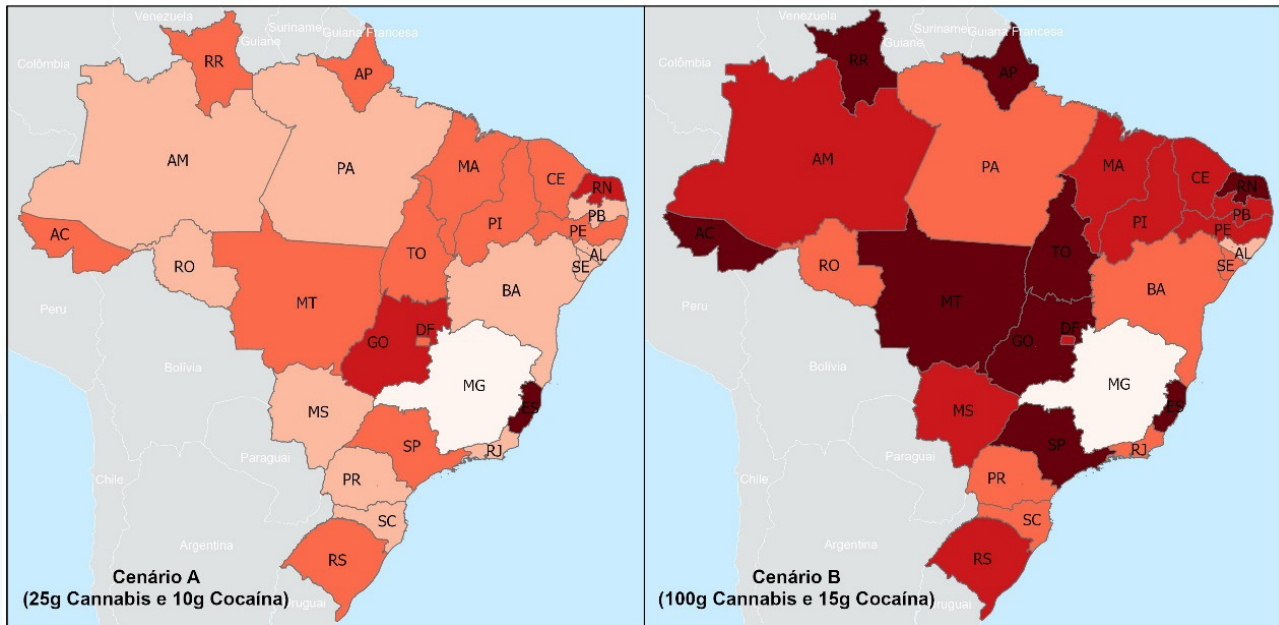 Venezuela
Suriname
Guiana Francesa
Guiane
Colômbia
RR
AP
AM
PA
MA
CE
RN
PB
PI
PE
AL
SE
AC
TO
RO
BA
MT
Peru
GO
DF
Bolívia
MG
MS
ES
SP
RJ
Paraguai
PR
Chile
SC
Argentina
RS
Cenário A
(25g Cannabis e 10g Cocaína)
Uruguai
Venezuela
Suriname
Guiana Francesa
Guiane
Colômbia
RR
AP
AM
PA
MA
CE
RN
PB
PI
PE
AL
SE
AC
TO
RO
BA
MT
Peru
GO
DF
Bolívia
MG
MS
ES
SP
RJ
Paraguai
PR
Chile
SC
Argentina
RS
Cenário B
(100g Cannabis e 15g Cocaína)
Uruguai